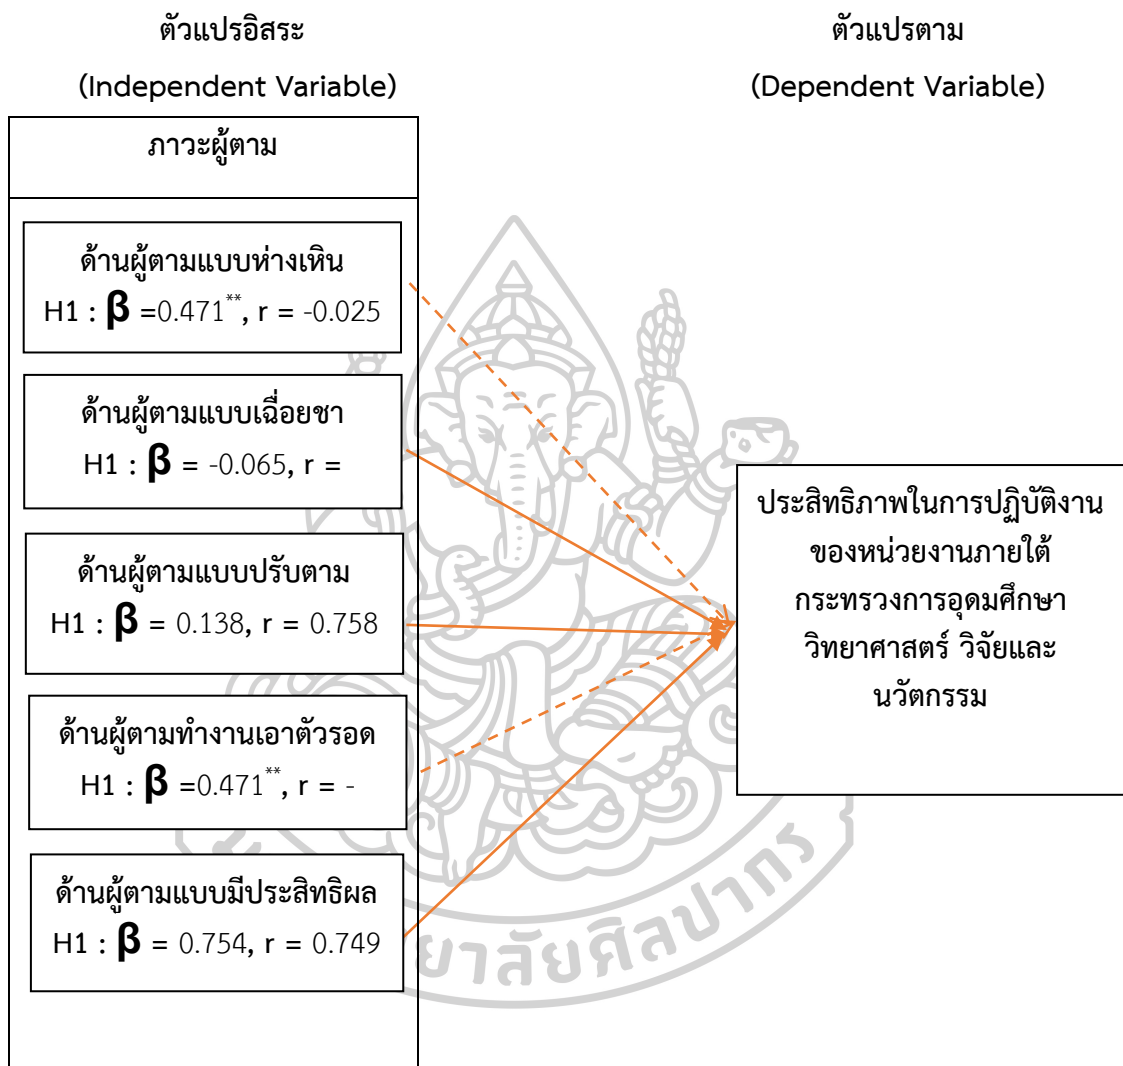 ตัวแปรอิสระ
(Independent Variable)
ตัวแปรตาม
(Dependent Variable)
ภาวะผู้ตาม
ด้านผู้ตามแบบห่างเหิน
H1 : β =0.471**, r = -0.025
ด้านผู้ตามแบบเฉื่อยชา
H1 : β = -0.065, r =
ด้านผู้ตามแบบปรับตาม
H1 : β = 0.138, r = 0.758
ด้านผู้ตามทำงานเอาตัวรอด
H1 : β =0.471**, r = -
ด้านผู้ตามแบบมีประสิทธิผล
H1 : β = 0.754, r = 0.749
ประสิทธิภาพในการปฏิบัติงาน
ของหน่วยงานภายใต้
กระทรวงการอุดมศึกษา
วิทยาศาสตร์ วิจัยและ
นวัตกรรม
ยาลัยศิลปากร